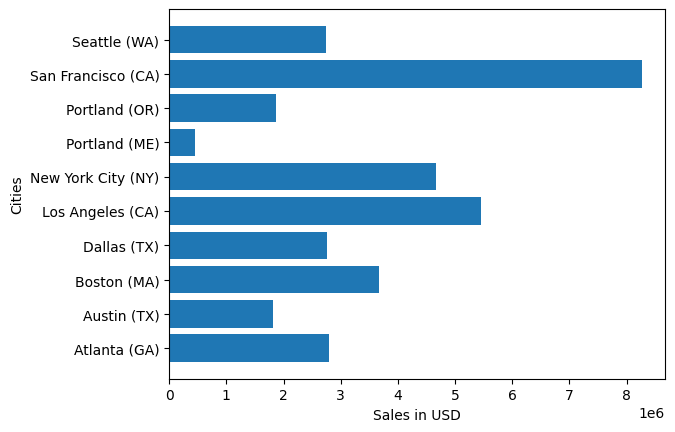 Seattle (WA)
San Francisco (CA)
Portland (OR)
Portland (ME)
New York City (NY)
Los Angeles (CA)
Dallas (TX)
Boston (MA)
Austin (TX)
Atlanta (GA)
Cities
0 1 2 3 4 5 6 7 8
1e6
Sales in USD